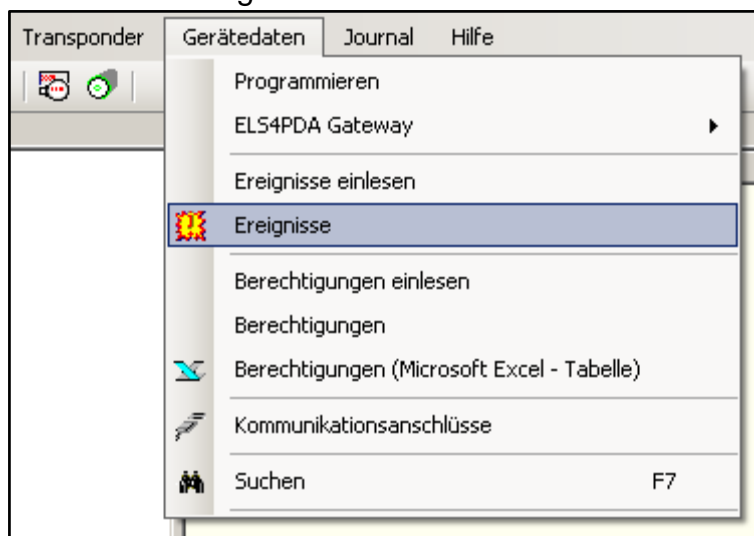 Transponder Gerätedaten Journal Hilfe
Programmieren
ELS4PDA Gateway
Ereignisse einlesen
Ereignisse
Berechtigungen einlesen
Berechtigungen
Berechtigungen (Microsoft Excel - Tabelle)
Kommunikationsanschlüsse
Suchen F7